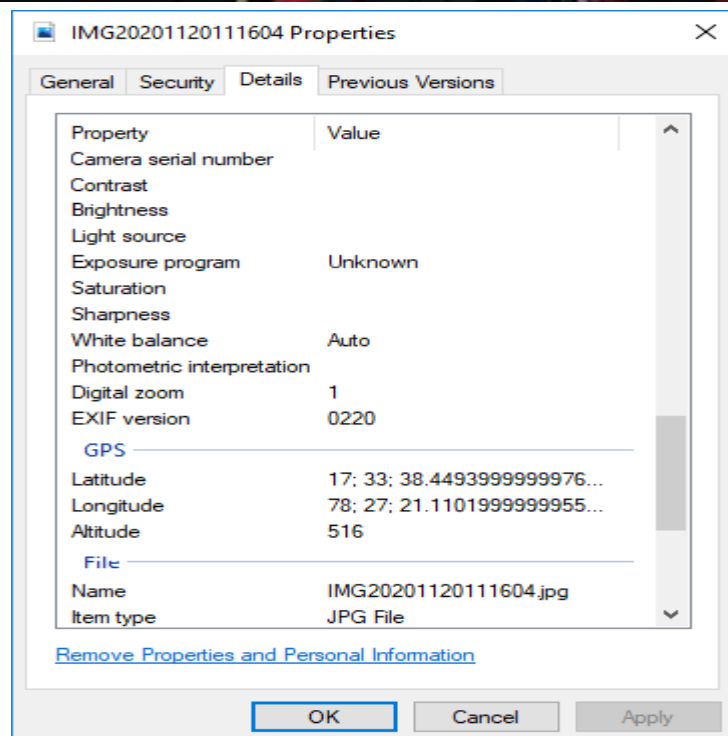 IMG20201120111604 Properties
General Security Details Previous Versions
Property Value
Camera serial number
Contrast
Brightness
Light source
Exposure program Unknown
Saturation
Sharpness
White balance Auto
Photometric interpretation
Digital zoom 1
EXIF version 0220
GPS
Latitude 17; 33; 38.4493999999976...
Longitude 78; 27; 21.1101999999955...
Altitude 516
File
Name IMG20201120111604.jpg
Item type JPG File
Remove Properties and Personal Information
OK Cancel Apply